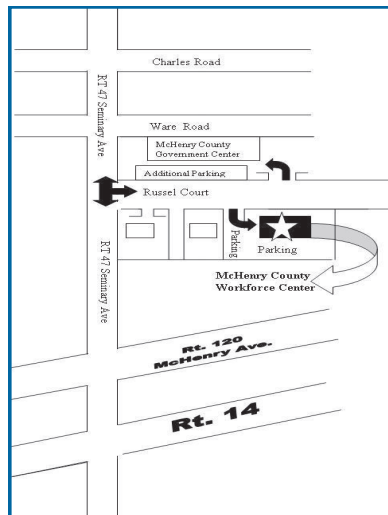 Charles Road
RT 47 Seminary Ave
Ware Road
McHenry County
Government Center
Additional Parking
Russel Court
Parking
Parking
McHenry County
Workforce Center
RT 47 Seminary Ave
Rt. 120
McHenry Ave.
Rt. 14